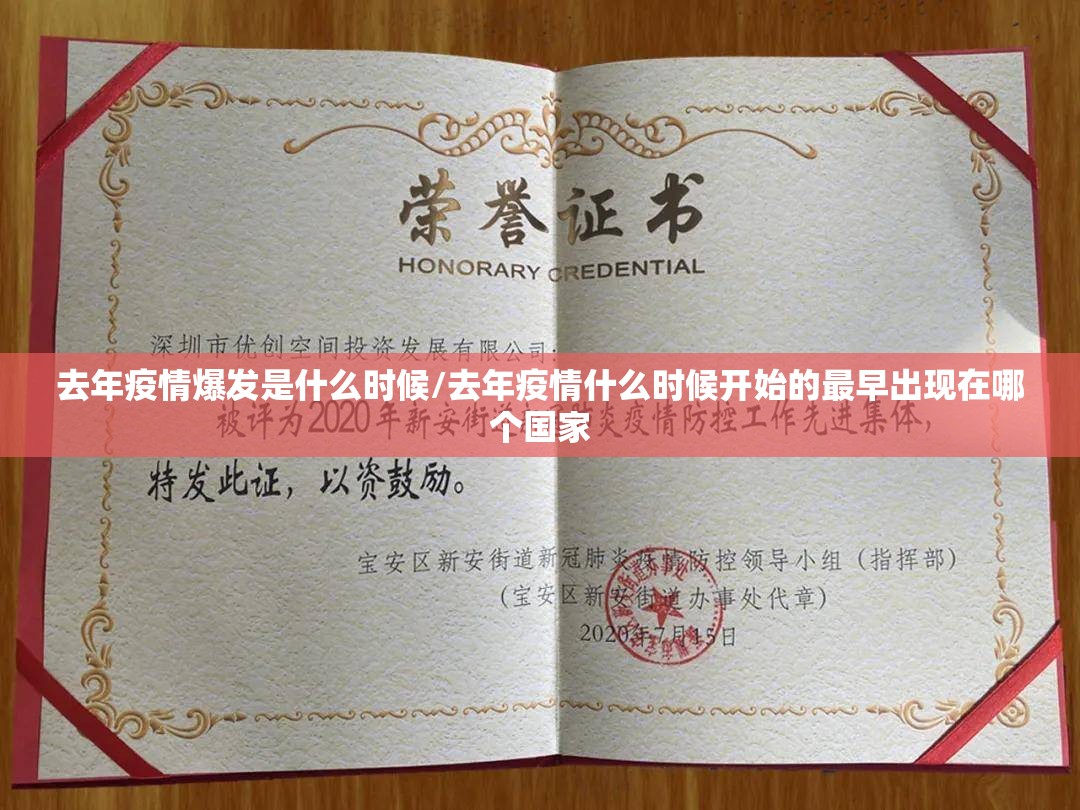 荣誉证书
HONORARY CREDENTIAL
深圳市优创空间投资发展有限公司:
去年疫情爆发是什么时候/去年疫情什么时候开始的最早出现在哪
个国家
被评为2020年新安街 炎疫情防控工作先进集体,
特发此证，以资鼓励。
宝安区新安街道新冠肺炎疫情防控领导小组（指挥部）
(宝安区新安街道办事处代章)
2020年7月15日